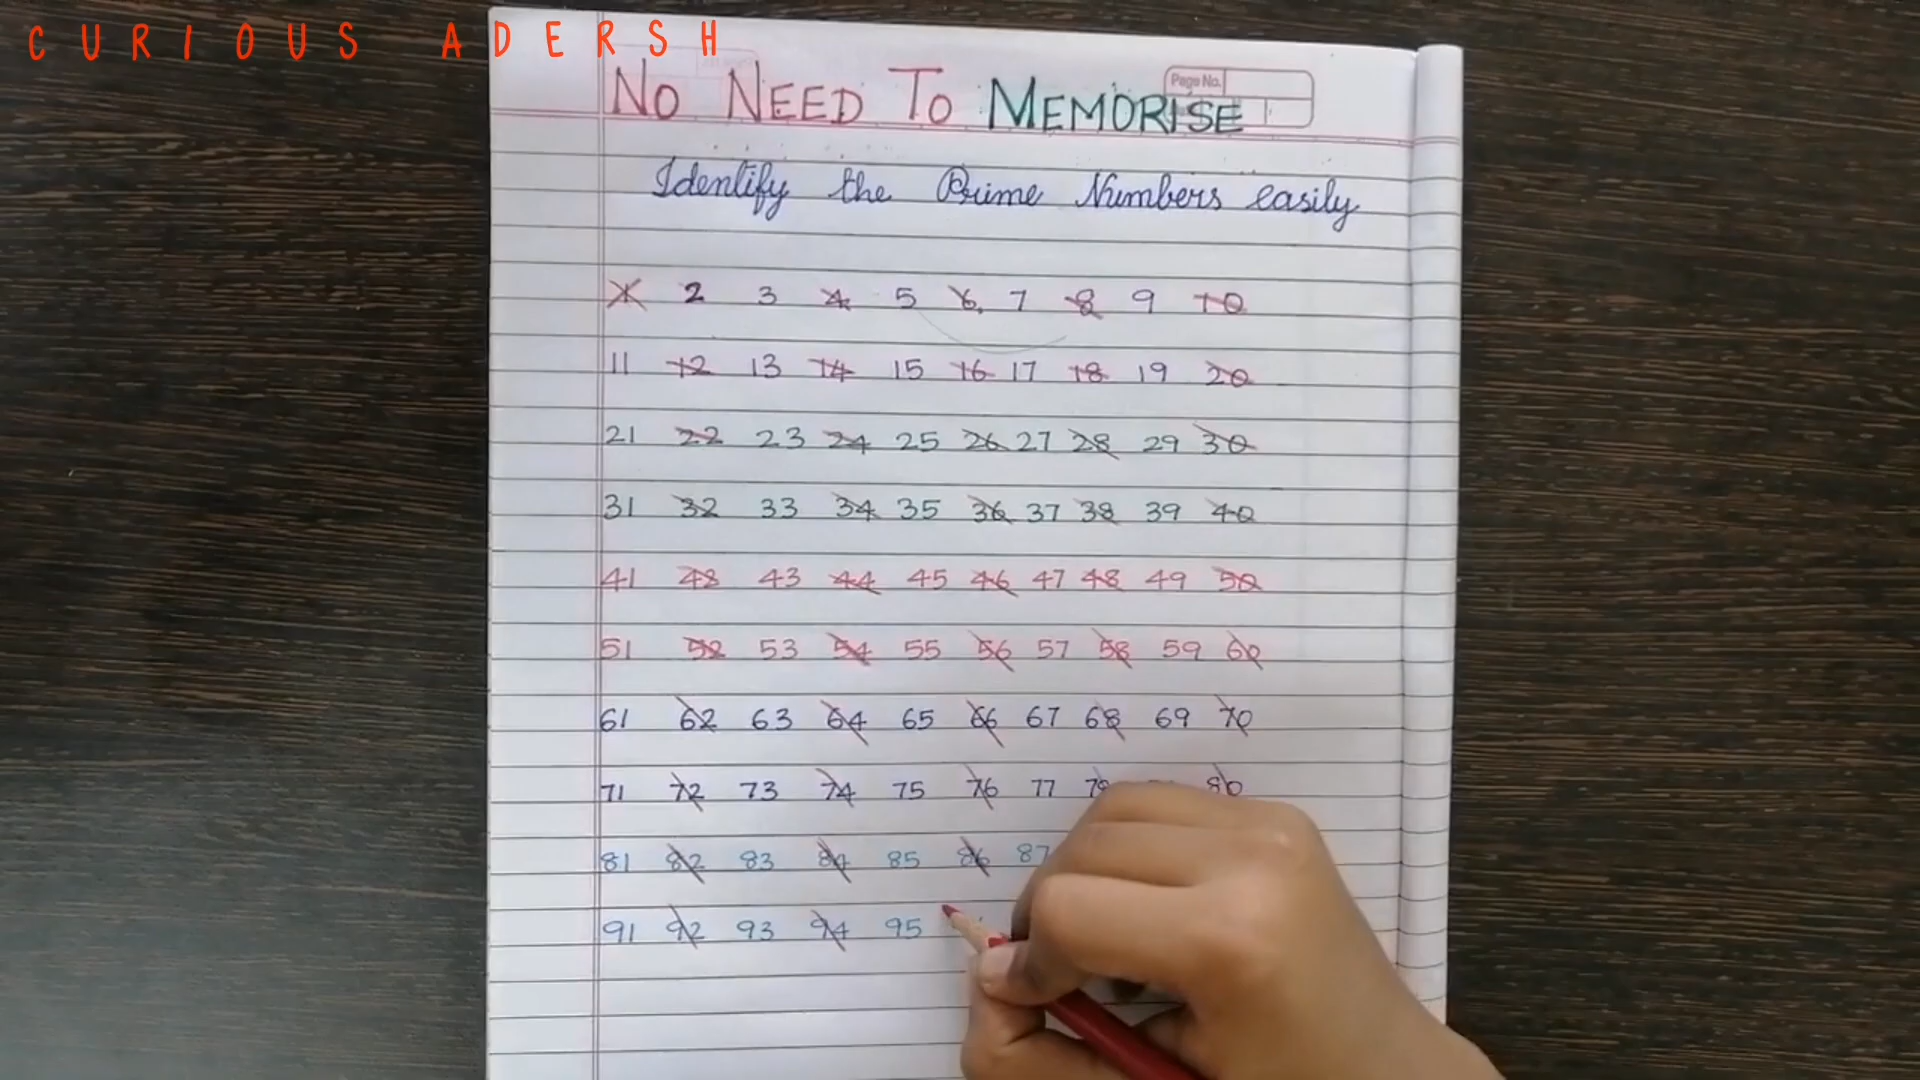 CURIOUS ADERSH
NO NEED TO MEMORISE
Page No.
Identify the Prime Numbers easily
1 2 3 4 5 6 7 8 9 10
11 12 13 14 15 16 17 18 19 20
21 22 23 24 25 26 27 28 29 30
31 32 33 34 35 36 37 38 39 40
41 48 43 44 45 46 47 48 49 50
51 52 53 54 55 56 57 58 59 60
61 62 63 64 65 66 67 68 69 70
71 72 73 74 75 76 77 78 80
81 82 83 84 85 86 87
91 92 93 94 95